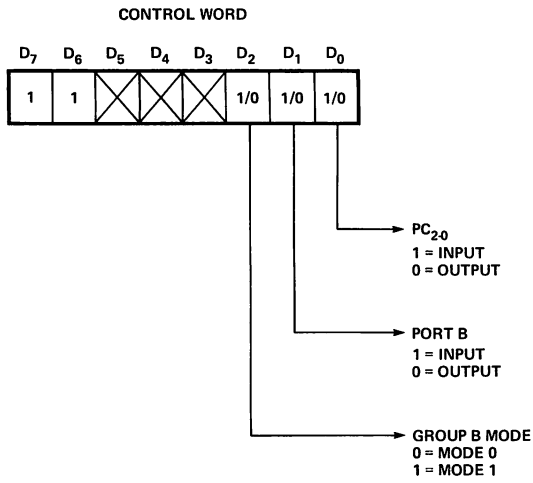 CONTROL WORD
D7 D6 D5 D4 D3 D2 D1 D0
1 1 1/0 1/0 1/0
PC2-0
1 = INPUT
0 = OUTPUT
PORT B
1 = INPUT
0 = OUTPUT
GROUP B MODE
0 = MODE 0
1 = MODE 1